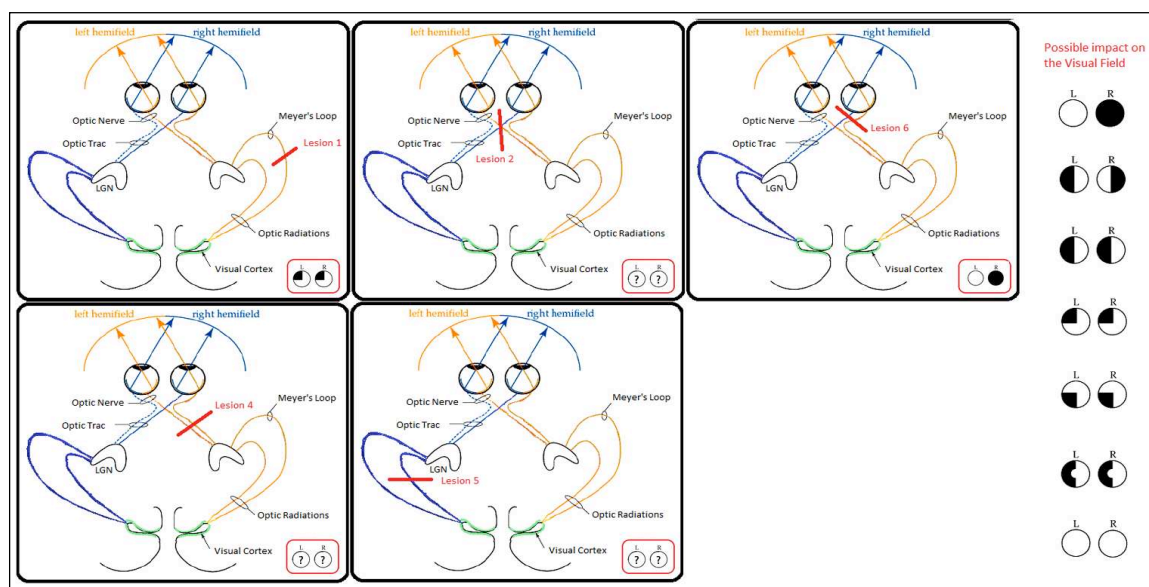 left hemifield right hemifield
Optic Nerve
Meyer's Loop
Optic Trac
Lesion 1
LGN
Optic Radiations
Visual Cortex
L R
left hemifield right hemifield
Optic Nerve
Meyer's Loop
Optic Trac
Lesion 2
LGN
Optic Radiations
Visual Cortex
L R
? ?
left hemifield right hemifield
Optic Nerve
Meyer's Loop
Lesion 6
Optic Trac
LGN
Optic Radiations
Visual Cortex
L R
left hemifield right hemifield
Optic Nerve
Meyer's Loop
Lesion 4
Optic Trac
LGN
Optic Radiations
Visual Cortex
L R
? ?
left hemifield right hemifield
Optic Nerve
Meyer's Loop
Optic Trac
LGN
Lesion 5
Optic Radiations
Visual Cortex
L R
? ?
Possible impact on
the Visual Field
L R
L R
L R
L R
L R
L R
L R